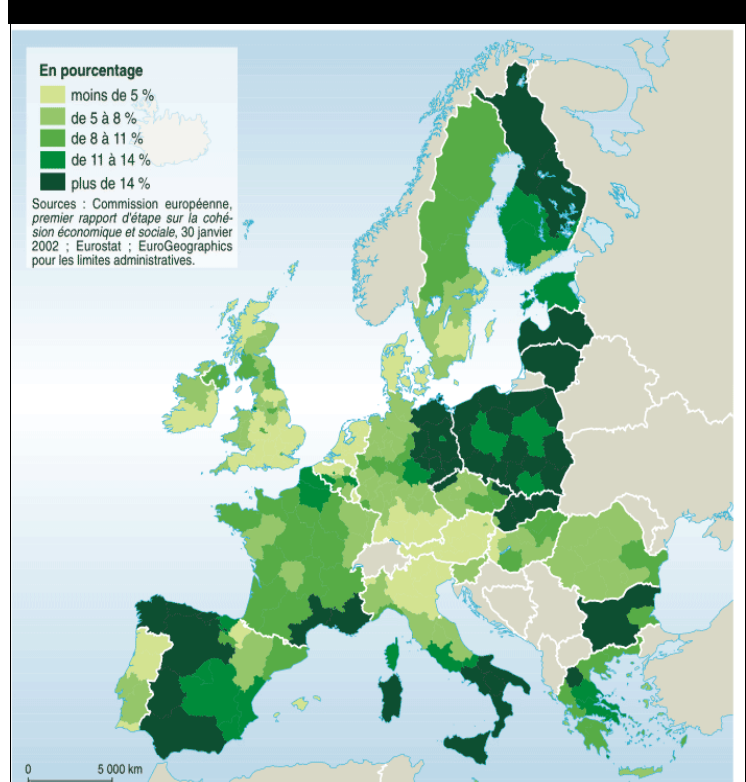 En pourcentage
moins de 5 %
de 5 à 8 %
de 8 à 11 %
de 11 à 14 %
plus de 14 %
Sources : Commission européenne,
premier rapport d'étape sur la cohé-
sion économique et sociale, 30 janvier
2002 ; Eurostat ; EuroGeographics
pour les limites administratives.
0 5 000 km